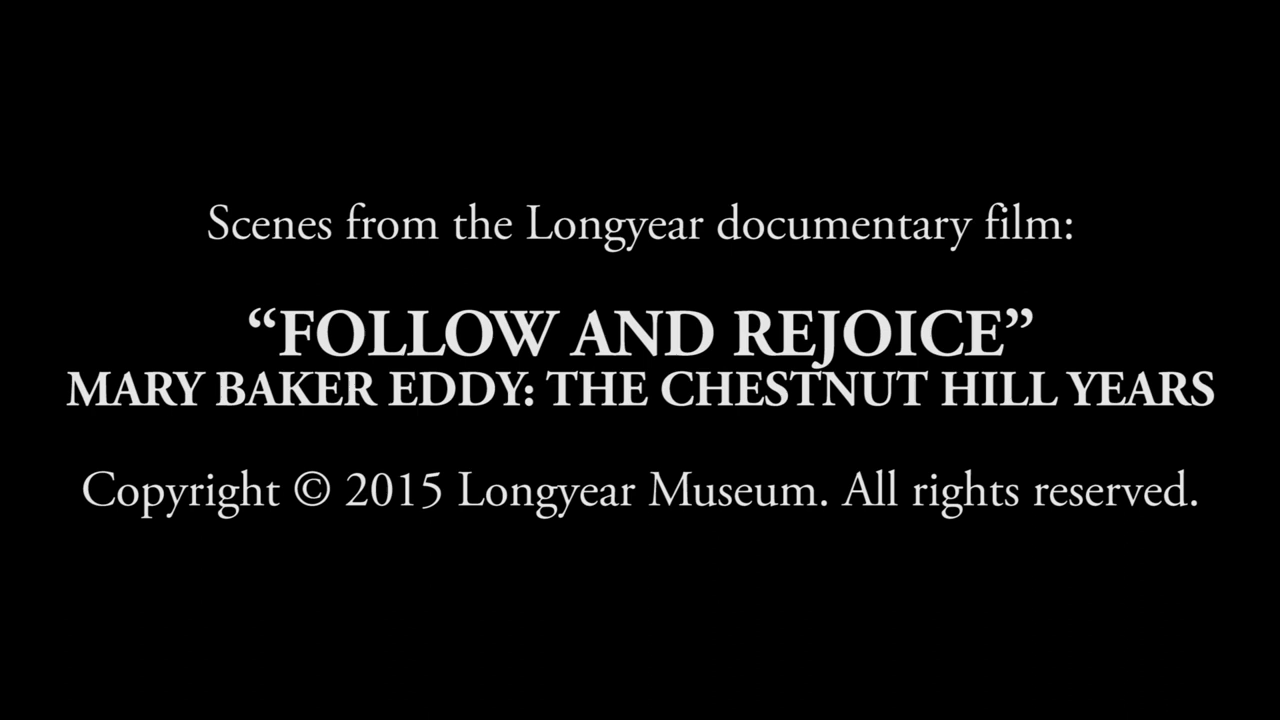 Scenes from the Longyear documentary film:
“FOLLOW AND REJOICE”
MARY BAKER EDDY: THE CHESTNUT HILL YEARS
Copyright © 2015 Longyear Museum. All rights reserved.